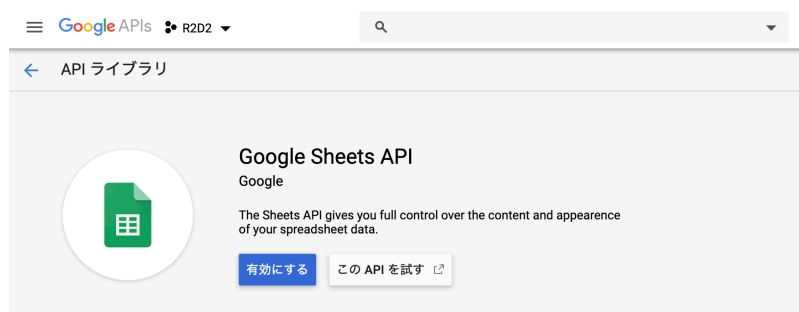 Google APIs R2D2
API ライブラリ
Google Sheets API
Google
The Sheets API gives you full control over the content and appearence
of your spreadsheet data.
有効にする この API を試す